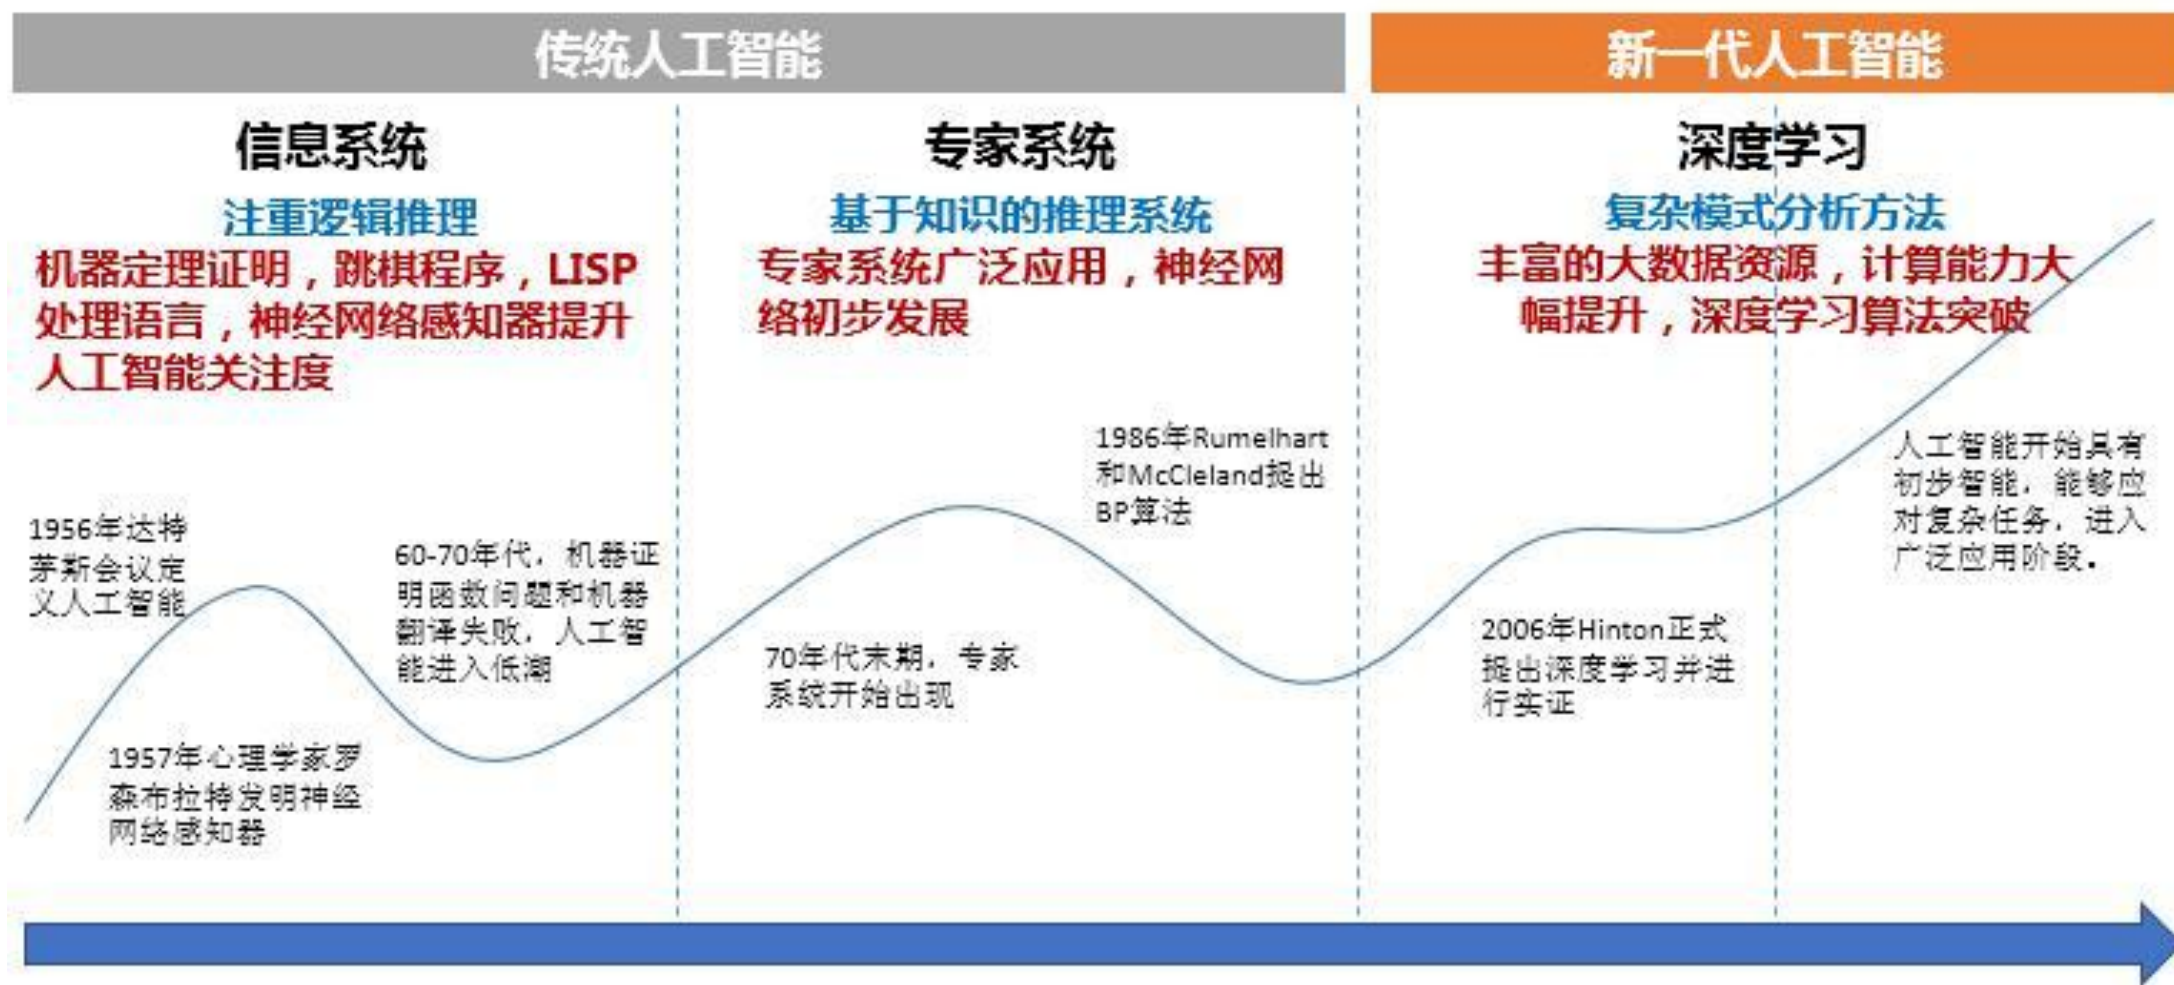 传统人工智能
新一代人工智能
信息系统
注重逻辑推理
机器定理证明，跳棋程序，LISP
处理语言，神经网络感知器提升
人工智能关注度
专家系统
基于知识的推理系统
专家系统广泛应用，神经网
络初步发展
深度学习
复杂模式分析方法
丰富的大数据资源，计算能力大
幅提升，深度学习算法突破
1956年达特
茅斯会议定
义人工智能
1957年心理学家罗
森布拉特发明神经
网络感知器
60-70年代，机器证
明函数问题和机器
翻译失败，人工智
能进入低潮
70年代末期，专家
系统开始出现
1986年Rumelhart
和McCleland提出
BP算法
2006年Hinton正式
提出深度学习并进
行实证
人工智能开始具有
初步智能，能够应
对复杂任务，进入
广泛应用阶段。